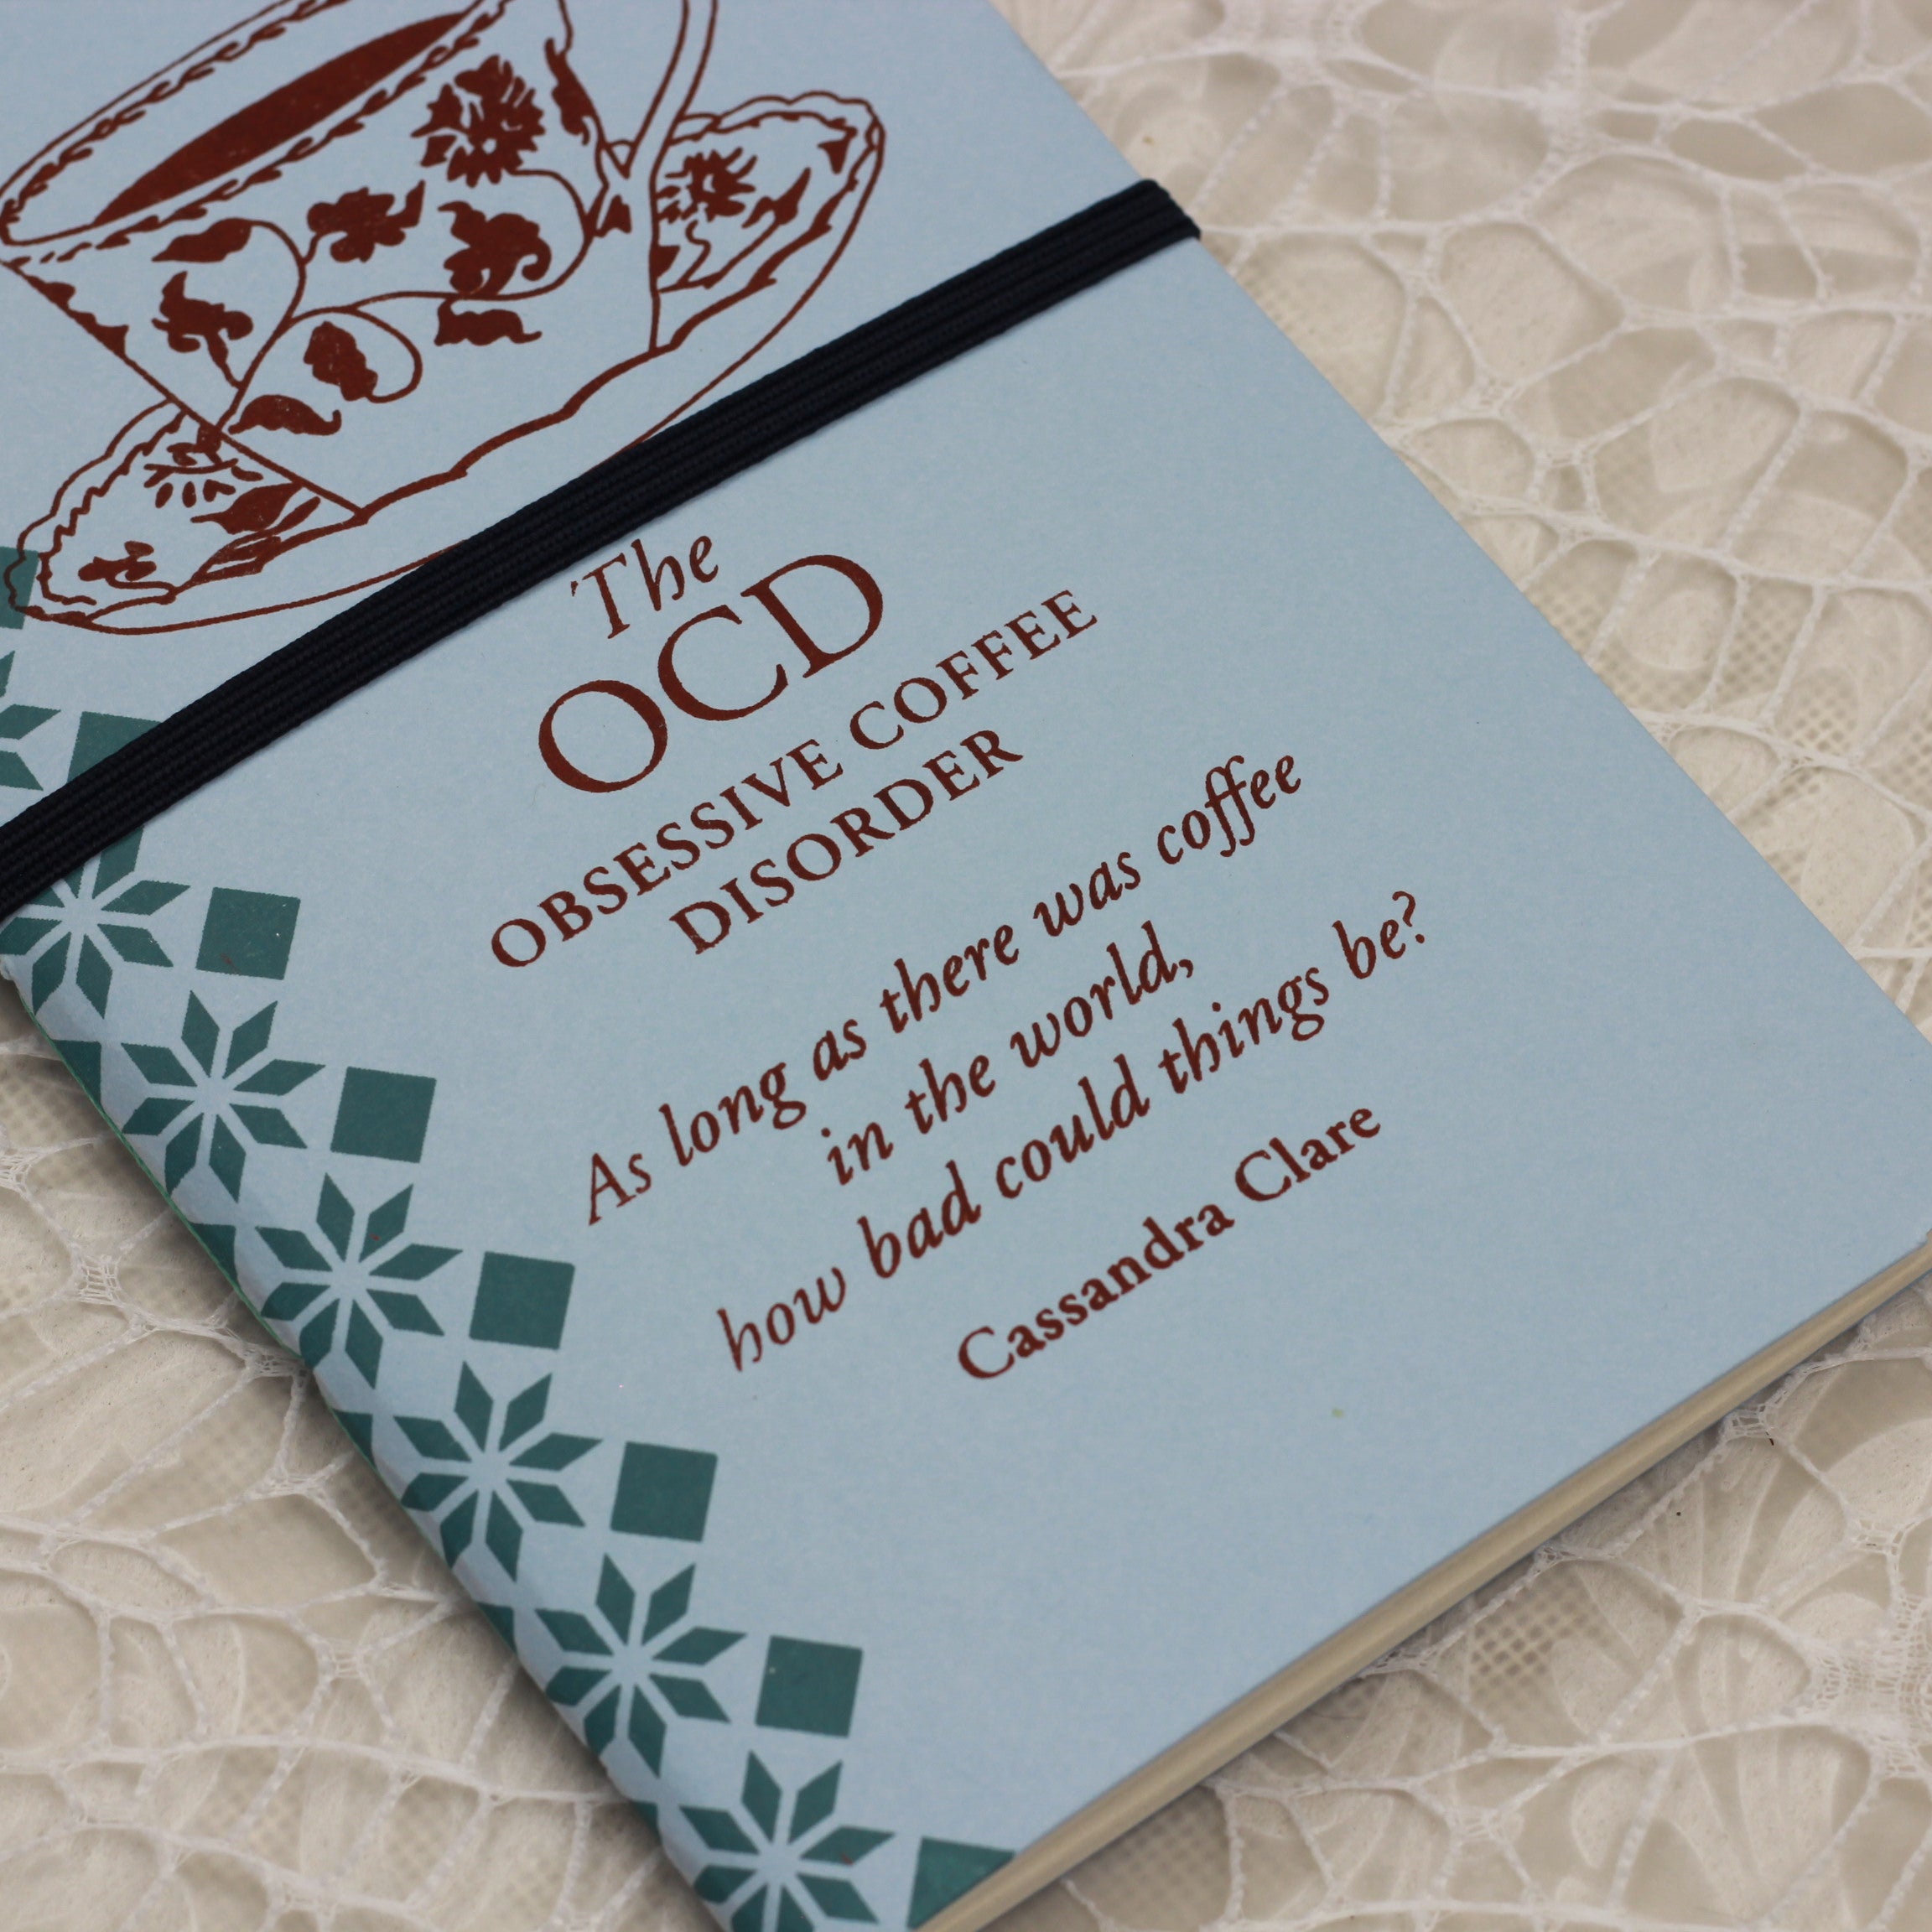 The
OCD
OBSESSIVE COFFEE
DISORDER
As long as there was coffee
in the world,
how bad could things be?
Cassandra Clare